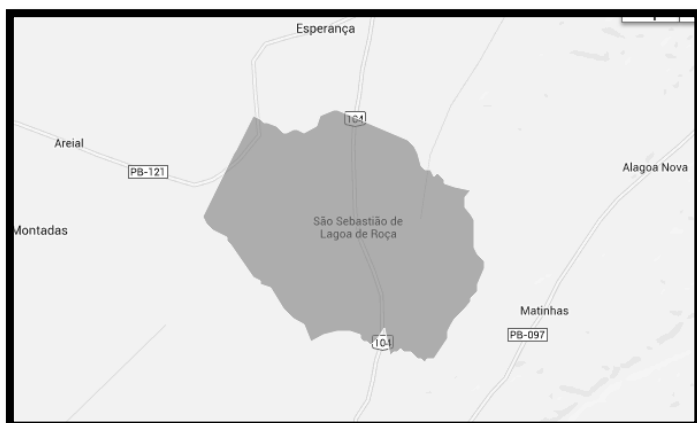 Esperança
104
Areial
PB-121
Alagoa Nova
São Sebastião de
Lagoa de Roça
Montadas
Matinhas
PB-097
104